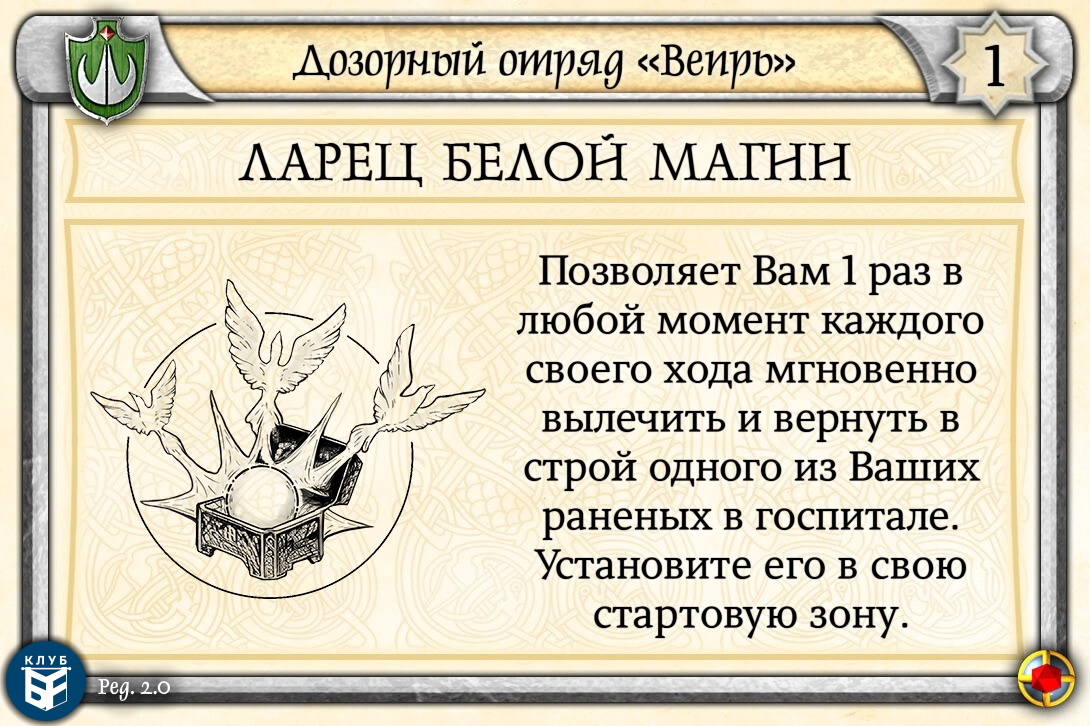 Дозорный отряд «Вепрь»
1
ЛАРЕЦ БЕЛОЙ МАГИИ
Позволяет Вам 1 раз в
любой момент каждого
своего хода мгновенно
вылечить и вернуть в
строй одного из Ваших
раненых в госпитале.
Установите его в свою
стартовую зону.
КЛУБ
Ред. 2.0